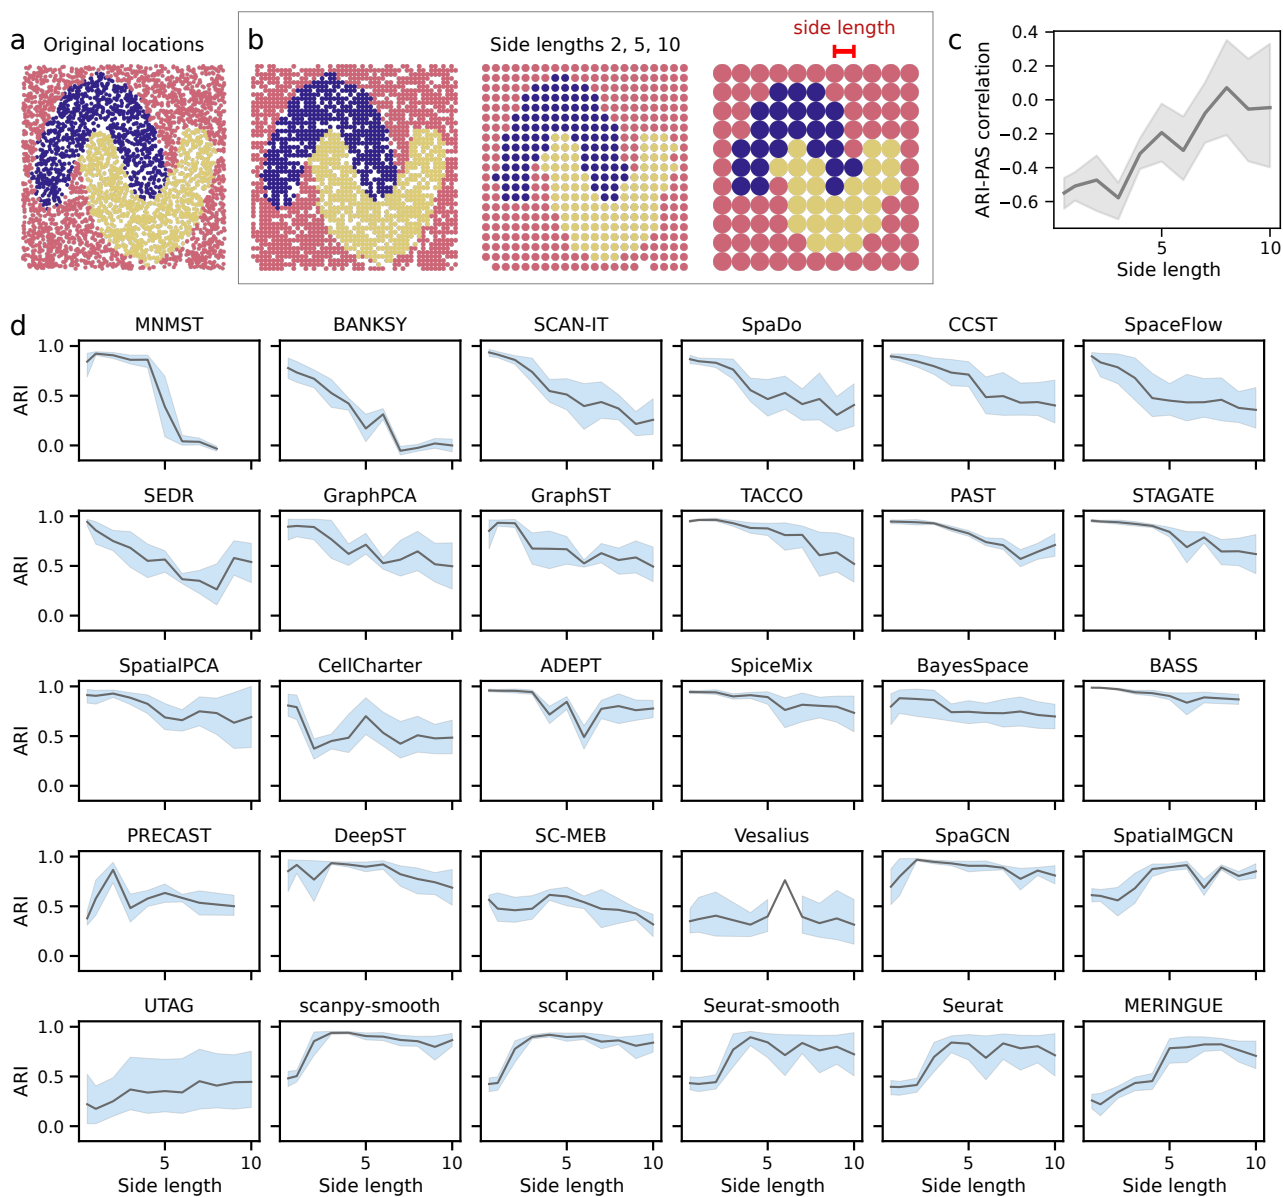 a
Original locations
b
Side lengths 2, 5, 10
side length
c
ARI-PAS correlation
0.4
0.2
0.0
−0.2
−0.4
−0.6
5
10
Side length
d
MNMST
BANKSY
SCAN-IT
SpaDo
CCST
SpaceFlow
ARI
1.0
0.5
0.0
SEDR
GraphPCA
GraphST
TACCO
PAST
STAGATE
ARI
1.0
0.5
0.0
SpatialPCA
CellCharter
ADEPT
SpiceMix
BayesSpace
BASS
ARI
1.0
0.5
0.0
PRECAST
DeepST
SC-MEB
Vesalius
SpaGCN
SpatialMGCN
ARI
1.0
0.5
0.0
UTAG
scanpy-smooth
scanpy
Seurat-smooth
Seurat
MERINGUE
ARI
1.0
0.5
0.0
5 10
5 10
5 10
5 10
5 10
5 10
Side length
Side length
Side length
Side length
Side length
Side length